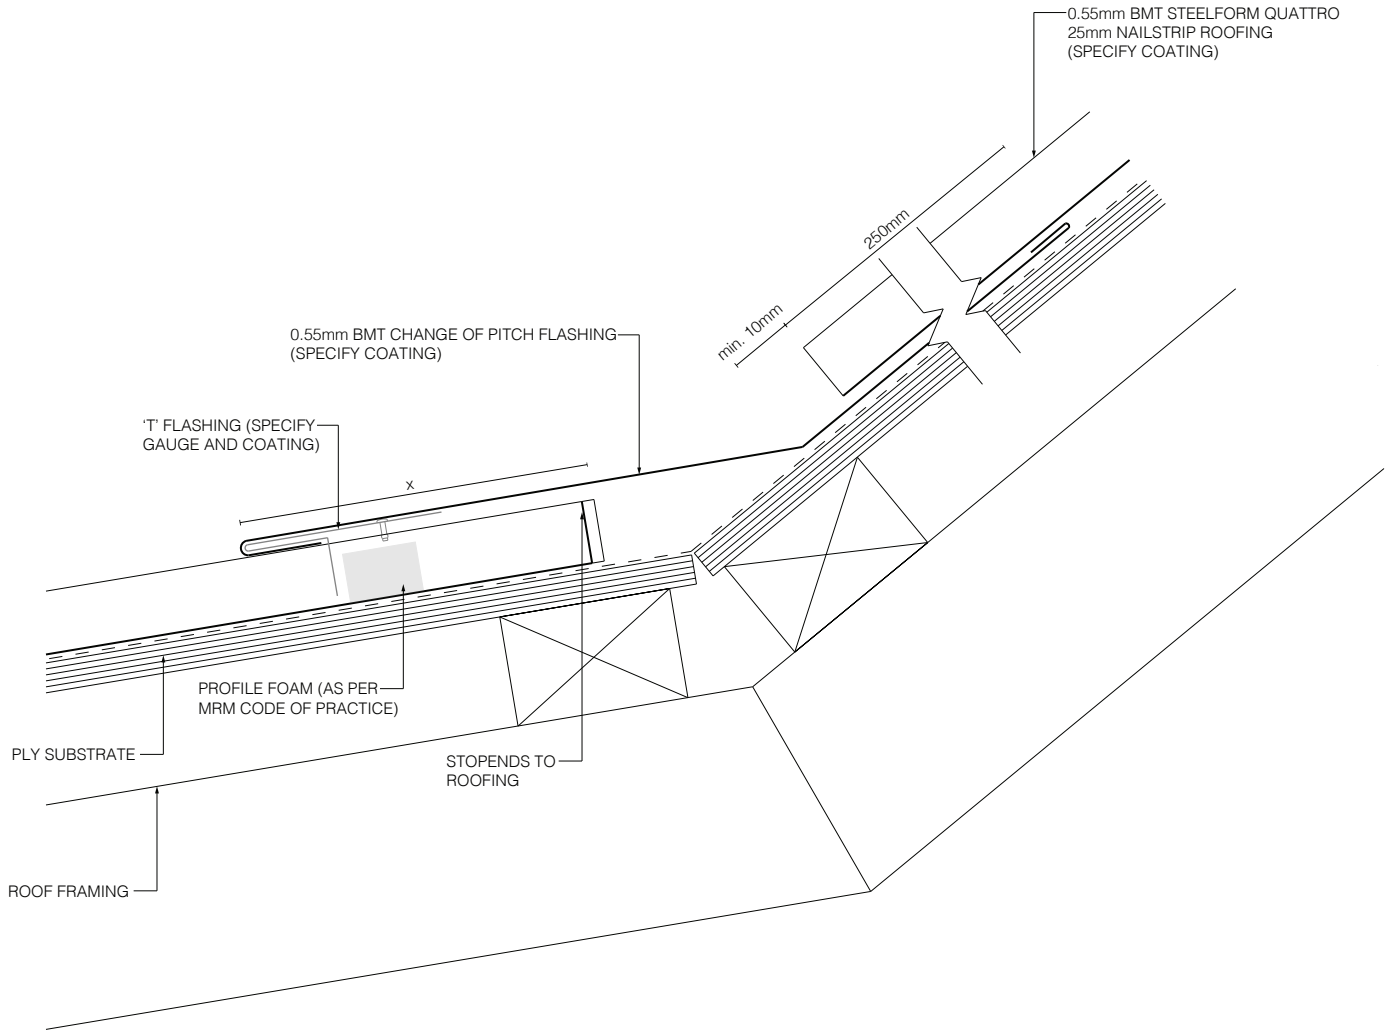 0.55mm BMT STEELFORM QUATTRO
25mm NAILSTRIP ROOFING
(SPECIFY COATING)
250mm
min. 10mm
0.55mm BMT CHANGE OF PITCH FLASHING
(SPECIFY COATING)
‘T’ FLASHING (SPECIFY
GAUGE AND COATING)
x
PROFILE FOAM (AS PER
MRM CODE OF PRACTICE)
PLY SUBSTRATE
STOPENDS TO
ROOFING
ROOF FRAMING